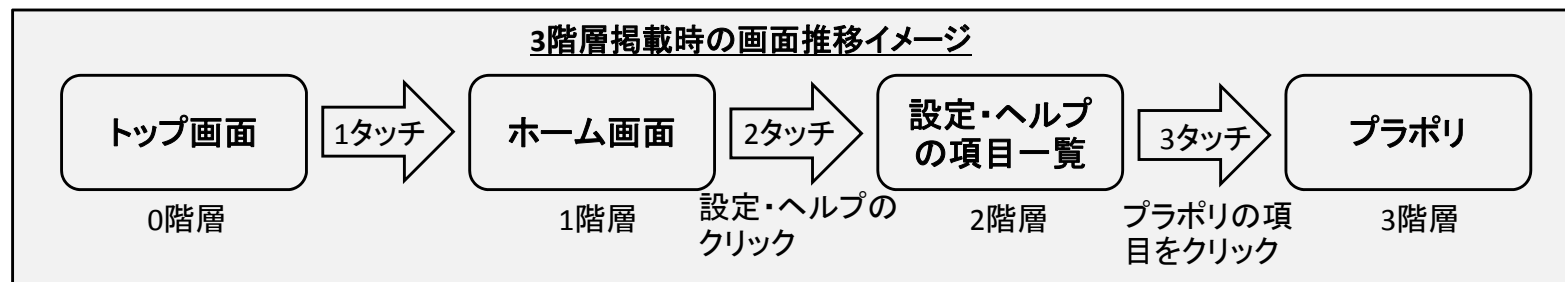 3階層掲載時の画面推移イメージ
トップ画面
1タッチ
ホーム画面
2タッチ
設定・ヘルプ
の項目一覧
3タッチ
プラポリ
0階層
1階層
設定・ヘルプの
クリック
2階層
プラポリの項
目をクリック
3階層